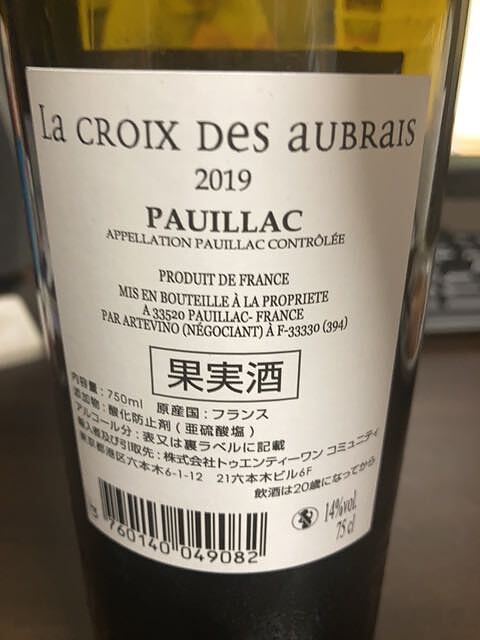 La CROIX Des AUBRAIS
2019
PAUILLAC
APPELLATION PAUILLAC CONTRÔLÉE
PRODUIT DE FRANCE
MIS EN BOUTEILLE À LA PROPRIETE
A 33520 PAUILLAC- FRANCE
PAR ARTEVINO (NÉGOCIANT) À F-33330 (394)
果実酒
内容量:750ml 原産国:フランス
添加物:酸化防止剤(亜硫酸塩)
アルコール分:表又は裏ラベルに記載
輸入者及び引取先:株式会社トゥエンティーワン コミュニティ
東京都港区六本木6-1-12 21六本木ビル6F
飲酒は20歳になってから
14%vol.
75 cl
3 760140 049082